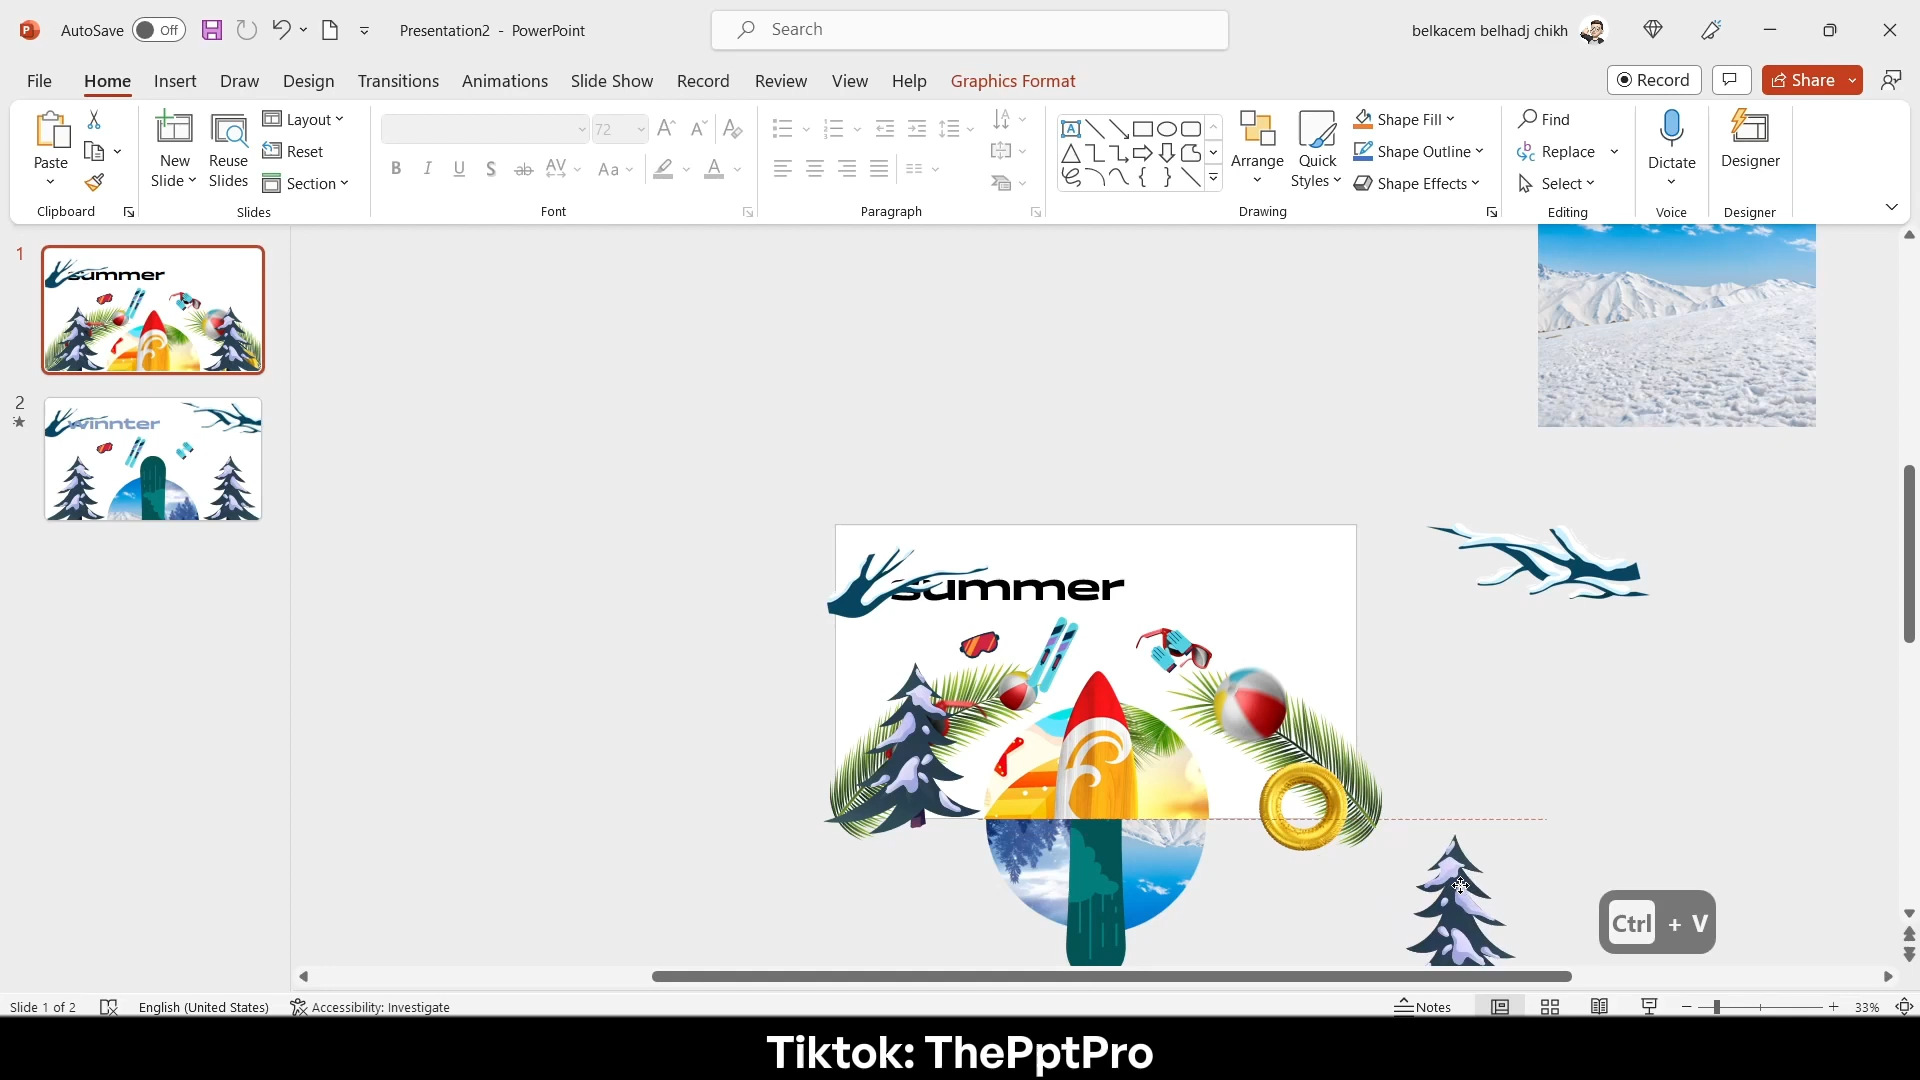 AutoSave Off Presentation2 - PowerPoint Search belkacem belhadj chikh
File Home Insert Draw Design Transitions Animations Slide Show Record Review View Help Graphics Format Record Share
Paste New Slide Reuse Slides Layout Reset Section
72
B I U S ab AV Aa A
Arrange Quick Styles Shape Fill Shape Outline Shape Effects
Find Replace Select Dictate Designer
Clipboard Slides Font Paragraph Drawing Editing Voice Designer
1
summer
2
winnter
summer
Ctrl + V
Slide 1 of 2 English (United States) Accessibility: Investigate Notes 33%
Tiktok: ThePptPro